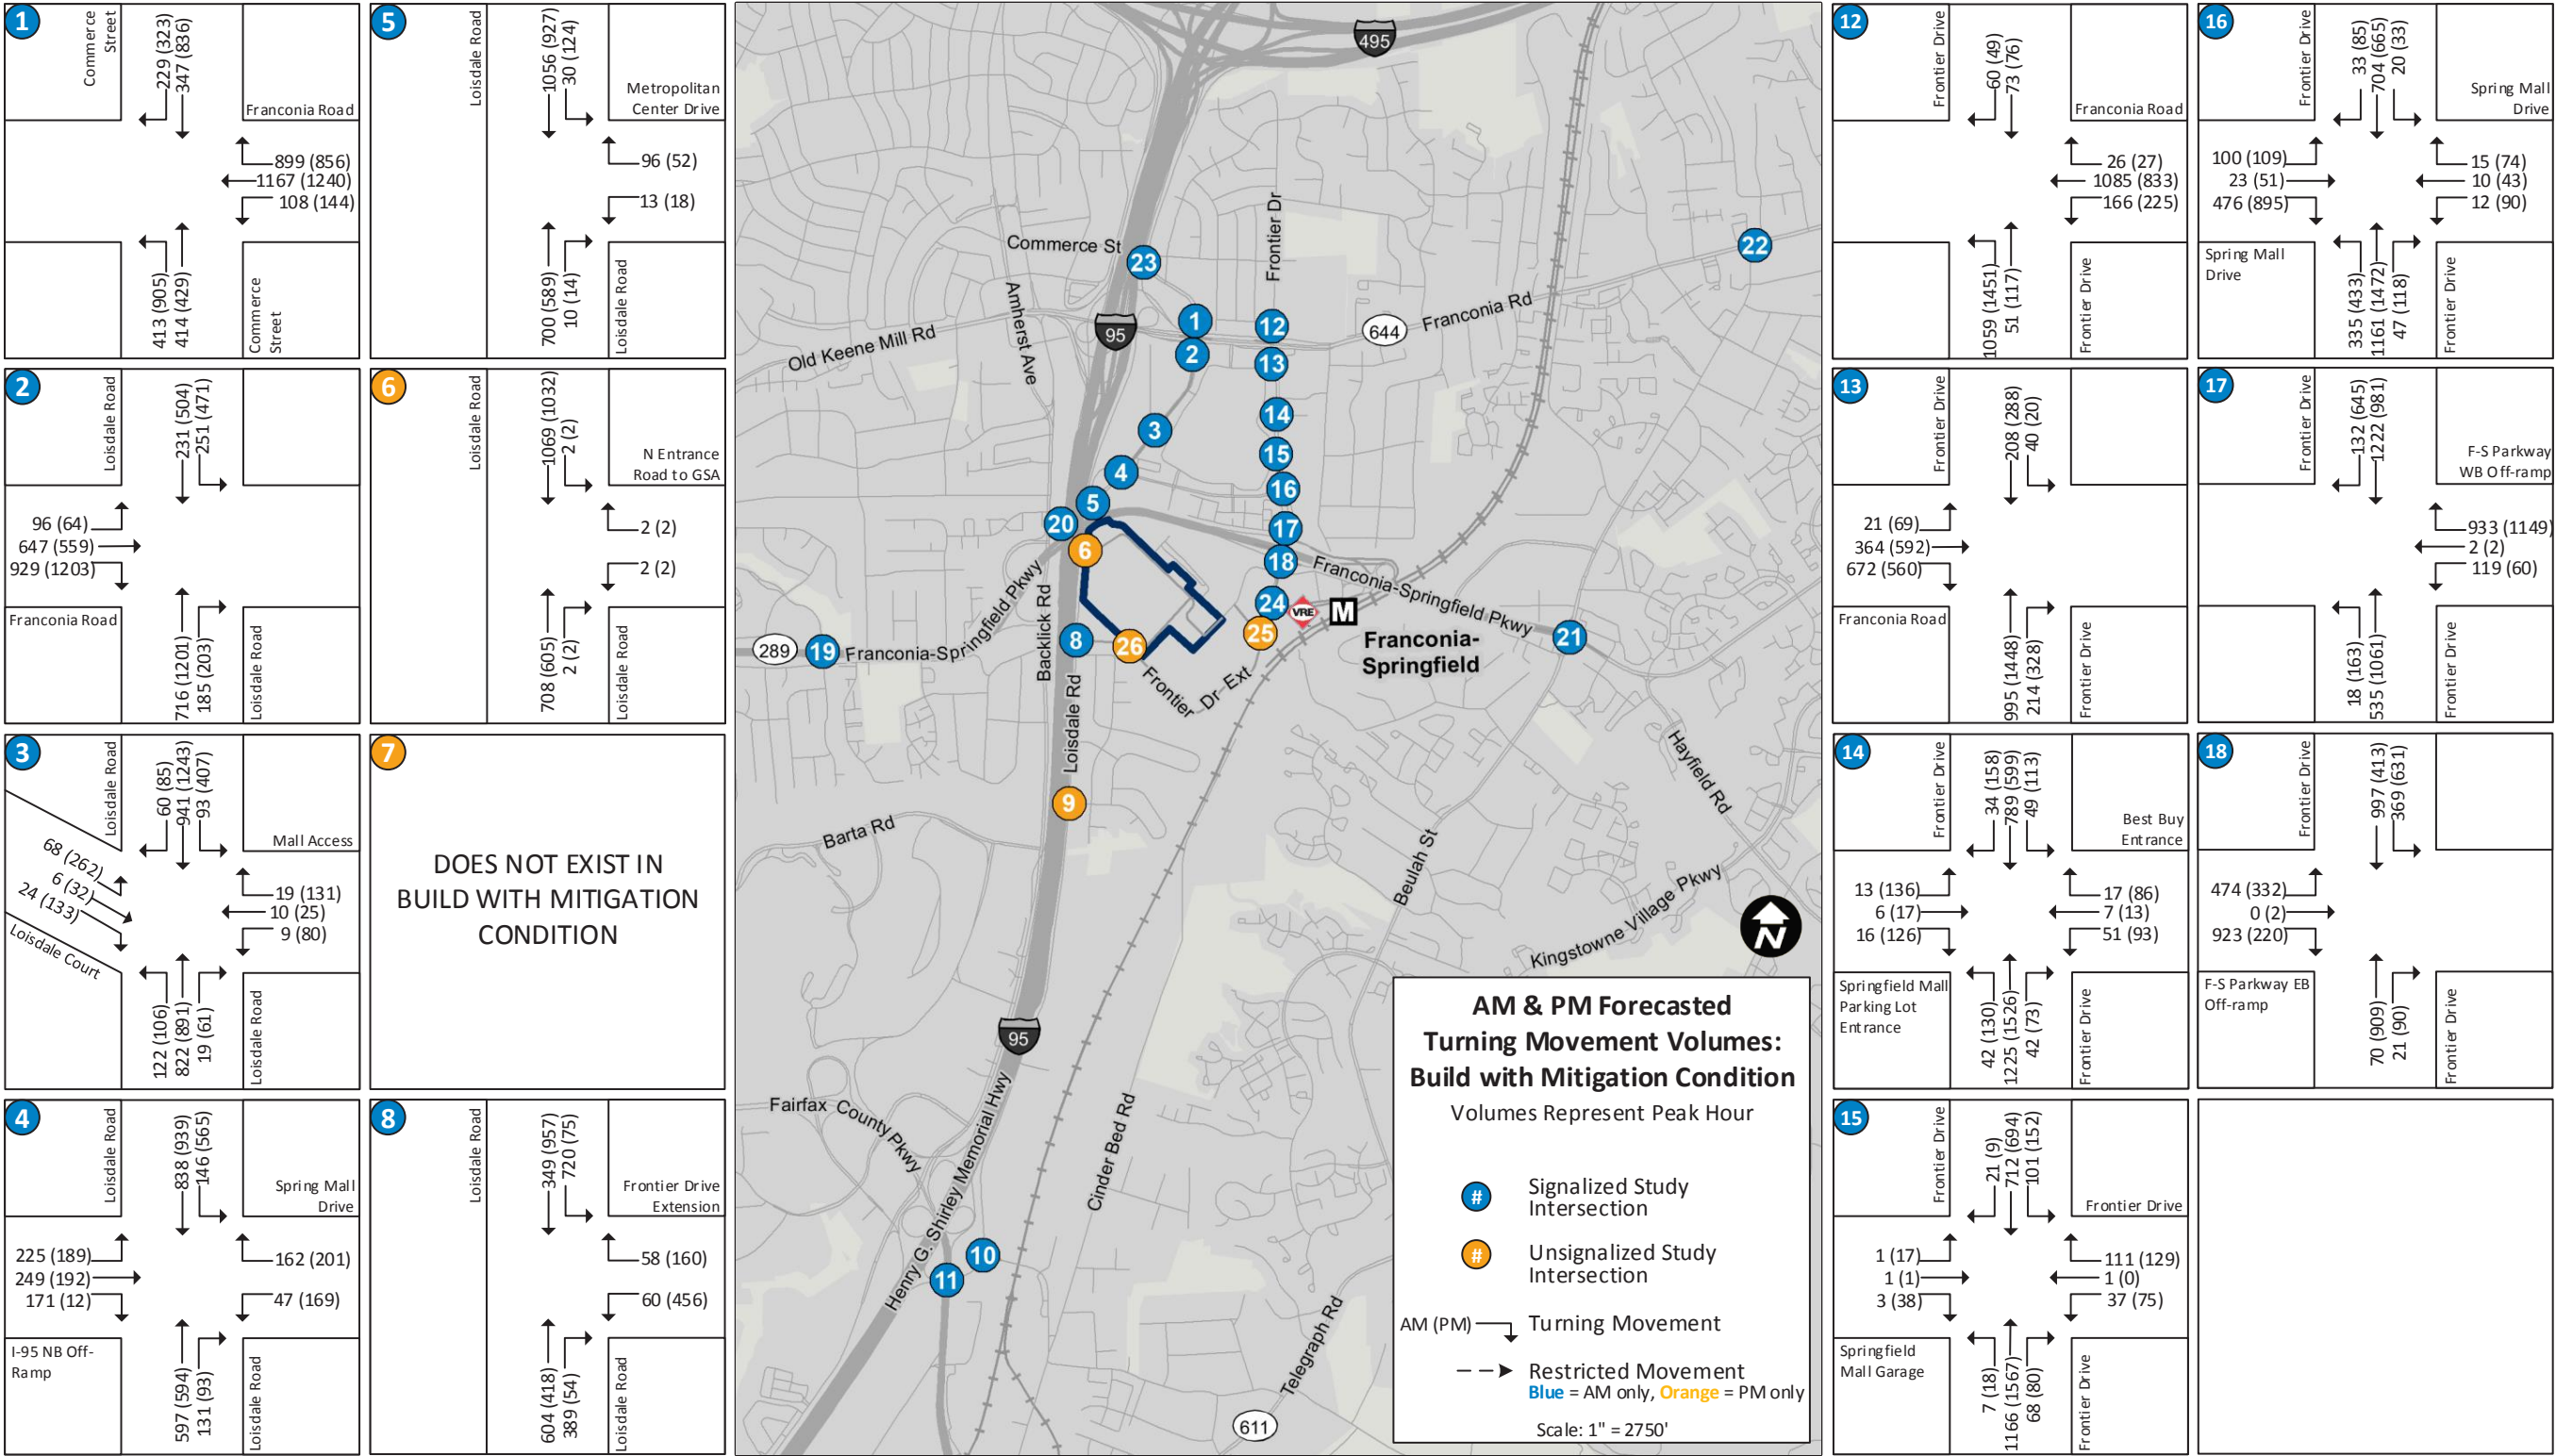 1
Commerce
Street
229 (323)
347 (836)
Franconia Road
899 (856)
1167 (1240)
108 (144)
413 (905)
414 (429)
Commerce
Street
2
Loisdale Road
231 (504)
251 (471)
96 (64)
647 (559)
929 (1203)
Franconia Road
716 (1201)
185 (203)
Loisdale Road
3
Loisdale Road
60 (85)
941 (1243)
93 (407)
Mall Access
68 (262)
6 (32)
24 (133)
19 (131)
10 (25)
9 (80)
Loisdale Court
122 (106)
822 (891)
19 (61)
Loisdale Road
4
Loisdale Road
838 (939)
146 (565)
Spring Mall
Drive
225 (189)
249 (192)
171 (12)
162 (201)
47 (169)
I-95 NB Off-
Ramp
597 (594)
131 (93)
Loisdale Road
5
Loisdale Road
1056 (927)
30 (124)
Metropolitan
Center Drive
96 (52)
13 (18)
700 (589)
10 (14)
Loisdale Road
6
Loisdale Road
1069 (1032)
2 (2)
N Entrance
Road to GSA
2 (2)
2 (2)
708 (605)
2 (2)
Loisdale Road
7
DOES NOT EXIST IN
BUILD WITH MITIGATION
CONDITION
8
Loisdale Road
349 (957)
720 (75)
Frontier Drive
Extension
58 (160)
60 (456)
604 (418)
389 (54)
Loisdale Road
495
Commerce St
23
Frontier Dr
22
Amherst Ave
95
1
2
12
13
644
Franconia Rd
Old Keene Mill Rd
3
14
15
4
16
5
20
17
6
18
Franconia-Springfield Pkwy
24
VRE
M
25
Franconia-
Springfield
21
289
19
Franconia-Springfield Pkwy
Backlick Rd
8
26
Frontier
Dr Ext
Loisdale Rd
9
Hayfield Rd
Barta Rd
Beulah St
Kingstowne Village Pkwy
N
95
Fairfax County Pkwy
Henry G. Shirley Memorial Hwy
Cinder Bed Rd
10
11
Telegraph Rd
611
AM & PM Forecasted
Turning Movement Volumes:
Build with Mitigation Condition
Volumes Represent Peak Hour
# Signalized Study
Intersection
# Unsignalized Study
Intersection
AM (PM) Turning Movement
Restricted Movement
Blue = AM only, Orange = PM only
Scale: 1" = 2750'
12
Frontier Drive
60 (49)
73 (76)
Franconia Road
26 (27)
1085 (833)
166 (225)
1059 (1451)
51 (117)
Frontier Drive
13
Frontier Drive
208 (288)
40 (20)
21 (69)
364 (592)
672 (560)
Franconia Road
995 (1448)
214 (328)
Frontier Drive
14
Frontier Drive
34 (158)
789 (599)
49 (113)
Best Buy
Entrance
13 (136)
6 (17)
16 (126)
17 (86)
7 (13)
51 (93)
Springfield Mall
Parking Lot
Entrance
42 (130)
1225 (1526)
42 (73)
Frontier Drive
15
Frontier Drive
21 (9)
712 (694)
101 (152)
Frontier Drive
1 (17)
1 (1)
3 (38)
111 (129)
1 (0)
37 (75)
Springfield
Mall Garage
7 (18)
1166 (1567)
68 (80)
Frontier Drive
16
Frontier Drive
33 (85)
704 (665)
20 (33)
Spring Mall
Drive
100 (109)
23 (51)
476 (895)
15 (74)
10 (43)
12 (90)
Spring Mall
Drive
335 (433)
1161 (1472)
47 (118)
Frontier Drive
17
Frontier Drive
132 (645)
1222 (981)
F-S Parkway
WB Off-ramp
933 (1149)
2 (2)
119 (60)
18 (163)
535 (1061)
Frontier Drive
18
Frontier Drive
997 (413)
369 (631)
474 (332)
0 (2)
923 (220)
F-S Parkway EB
Off-ramp
70 (909)
21 (90)
Frontier Drive